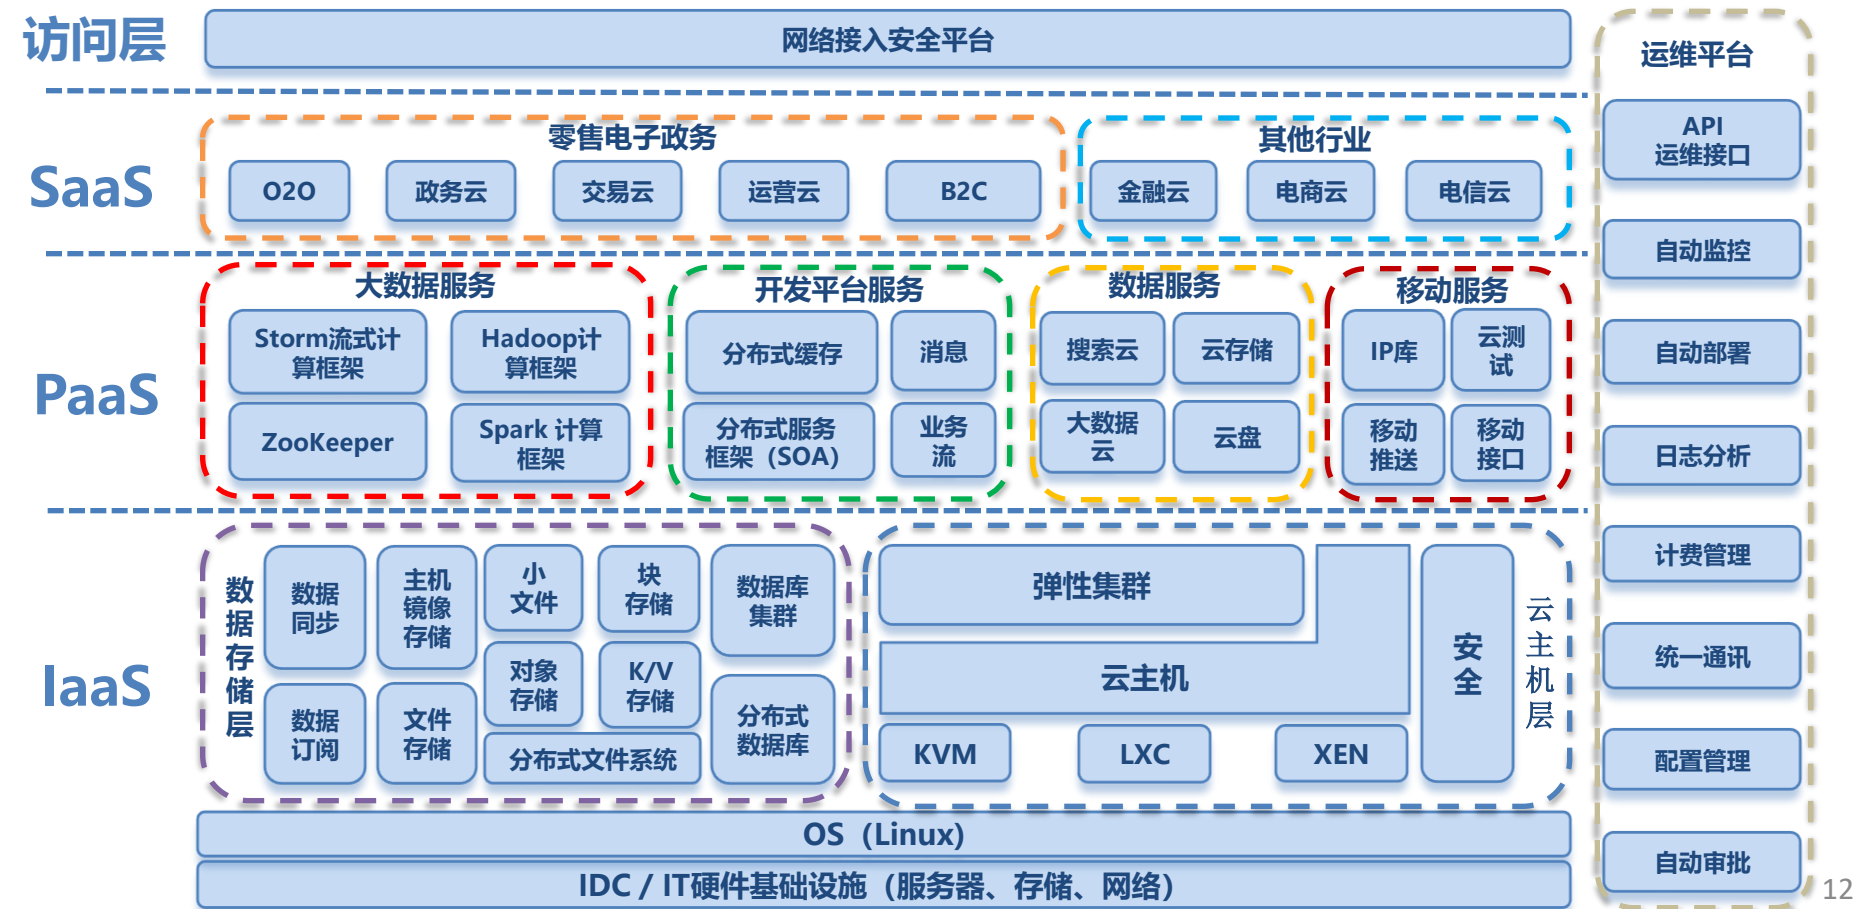 访问层
网络接入安全平台
SaaS
零售电子政务
O2O
政务云
交易云
运营云
B2C
其他行业
金融云
电商云
电信云
PaaS
大数据服务
Storm流式计
算框架
Hadoop计
算框架
ZooKeeper
Spark 计算
框架
开发平台服务
分布式缓存
消息
分布式服务
框架（SOA）
业务
流
数据服务
搜索云
云存储
大数据
云
云盘
移动服务
IP库
云测
试
移动
推送
移动
接口
IaaS
数据存储层
数据
同步
主机
镜像
存储
小
文件
块
存储
数据库
集群
对象
存储
K/V
存储
数据
订阅
文件
存储
分布式文件系统
分布式
数据库
弹性集群
云主机
KVM
LXC
XEN
安全
云主机层
OS（Linux）
IDC / IT硬件基础设施（服务器、存储、网络）
运维平台
API
运维接口
自动监控
自动部署
日志分析
计费管理
统一通讯
配置管理
自动审批
12